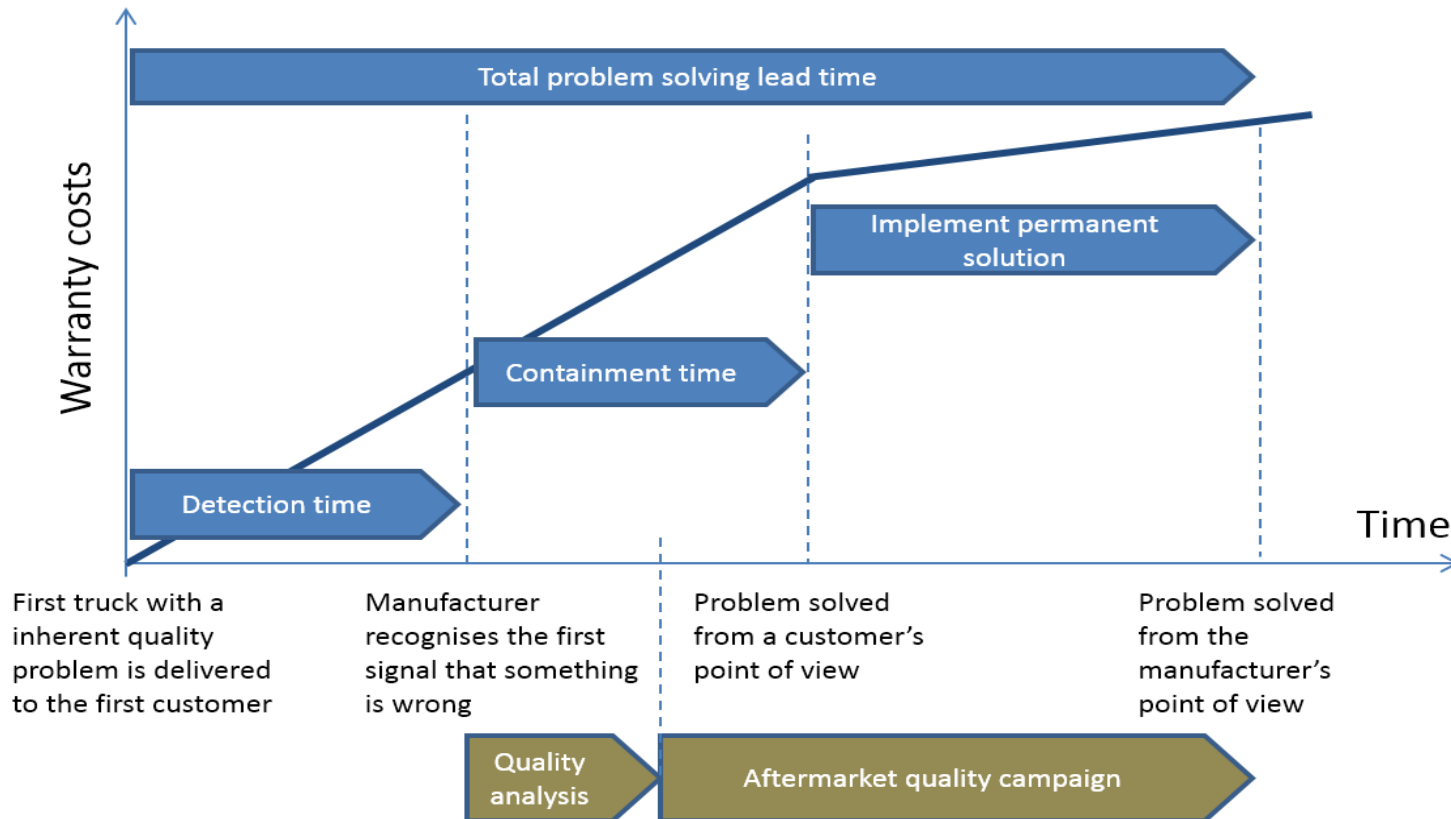 Total problem solving lead time
Warranty costs
Implement permanent
solution
Containment time
Detection time
Time
First truck with a
inherent quality
problem is delivered
to the first customer
Manufacturer
recognises the first
signal that something
is wrong
Problem solved
from a customer’s
point of view
Problem solved
from the
manufacturer’s
point of view
Quality
analysis
Aftermarket quality campaign